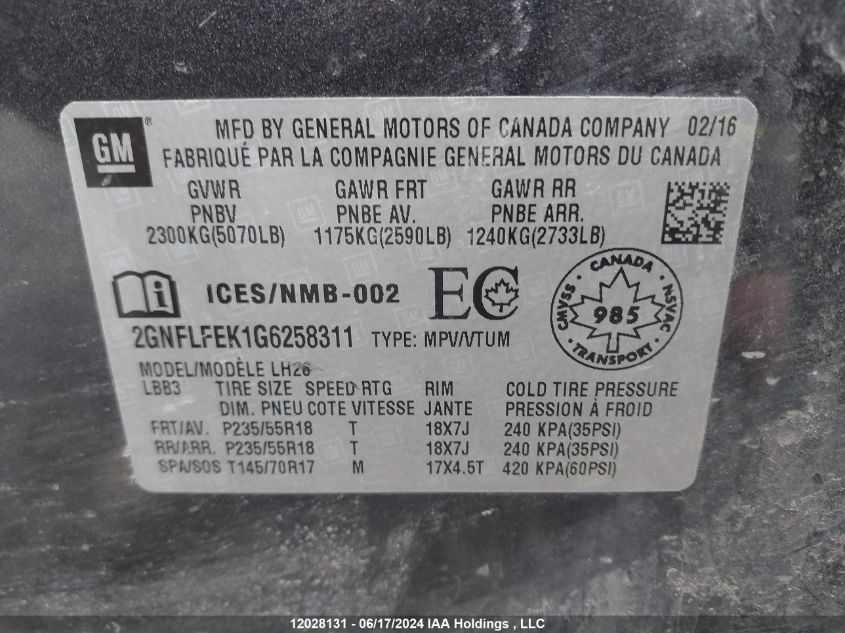 GM
MFD BY GENERAL MOTORS OF CANADA COMPANY 02/16
FABRIQUÉ PAR LA COMPAGNIE GENERAL MOTORS DU CANADA
GVWR GAWR FRT GAWR RR
PNBV PNBE AV. PNBE ARR.
2300KG(5070LB) 1175KG(2590LB) 1240KG(2733LB)
ICES/NMB-002 EC
CANADA
CMVSS 985 NSVAC
TRANSPORT
2GNFLFEK1G6258311 TYPE: MPV/VTUM
MODEL/MODÈLE LH26
LBB3 TIRE SIZE SPEED RTG RIM COLD TIRE PRESSURE
DIM. PNEU COTE VITESSE JANTE PRESSION À FROID
FRT/AV. P235/55R18 T 18X7J 240 KPA(35PSI)
RR/ARR. P235/55R18 T 18X7J 240 KPA(35PSI)
SPA/SOS T145/70R17 M 17X4.5T 420 KPA(60PSI)
12028131 - 06/17/2024 IAA Holdings , LLC